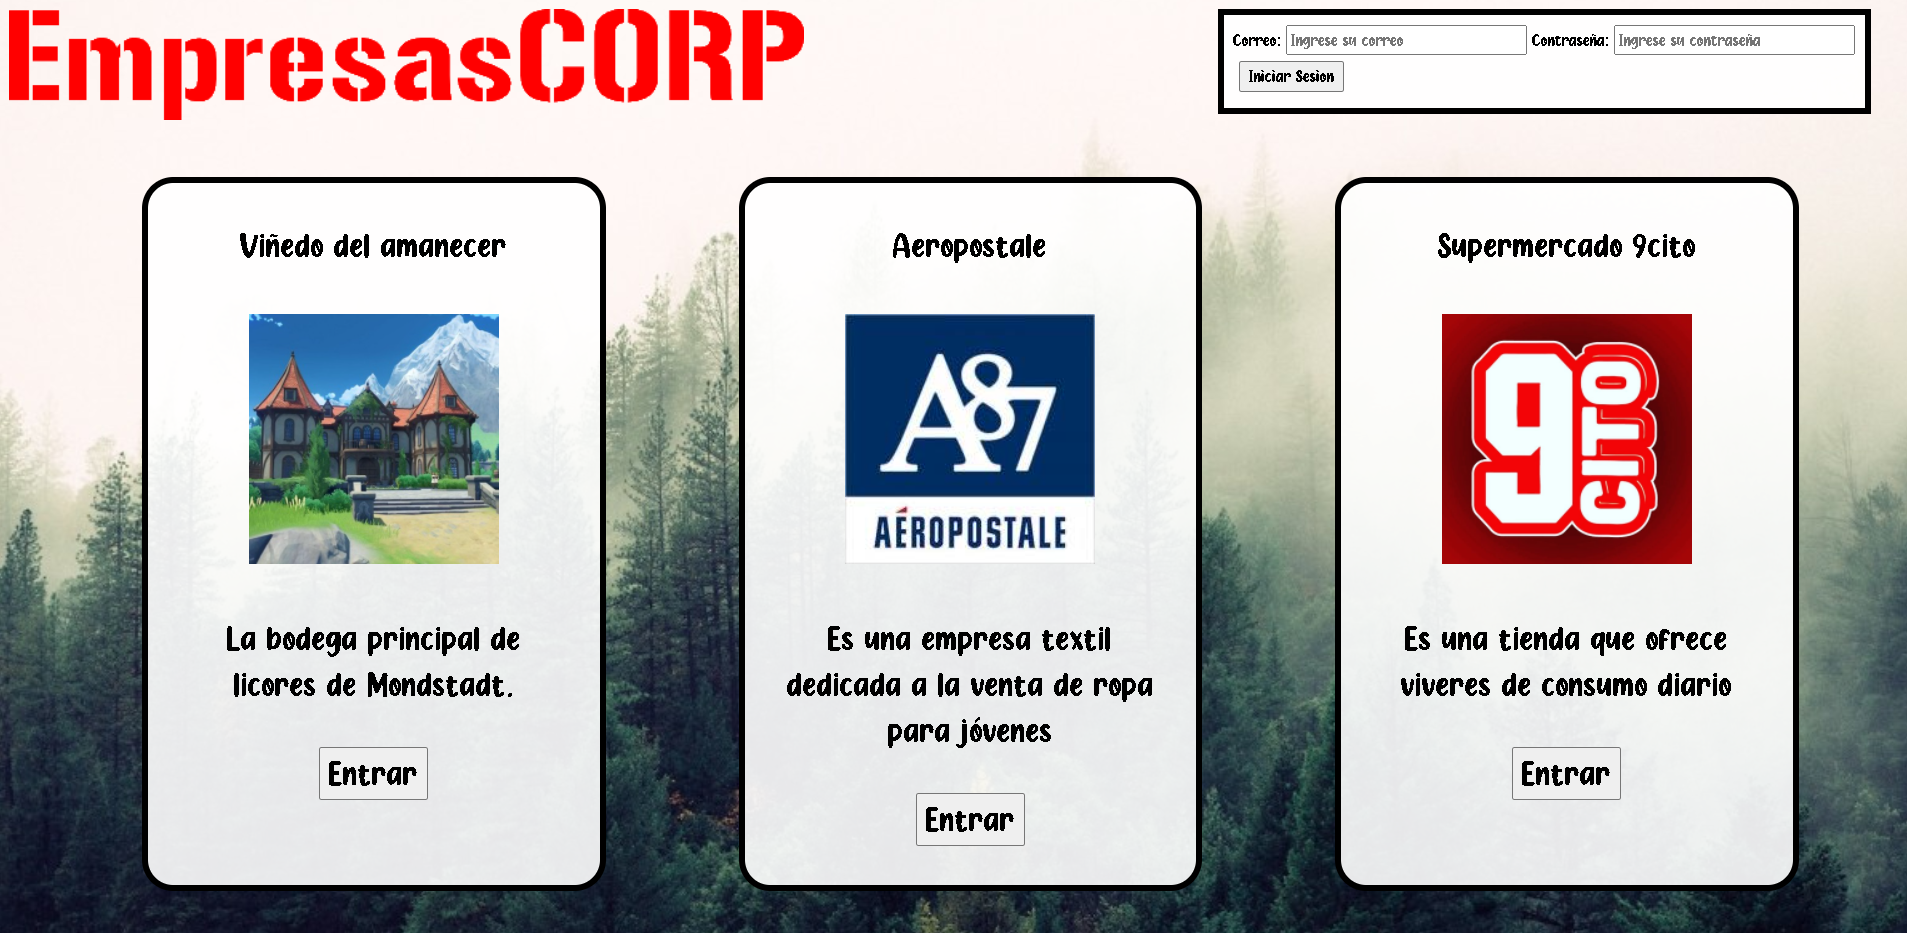 EmpresasCORP
Correo: Ingrese su correo Contraseña: Ingrese su contraseña
Iniciar Sesion
Viñedo del amanecer
La bodega principal de
licores de Mondstadt.
Entrar
Aeropostale
A87
AÉROPOSTALE
Es una empresa textil
dedicada a la venta de ropa
para jóvenes
Entrar
Supermercado 9cito
9
CITO
Es una tienda que ofrece
viveres de consumo diario
Entrar